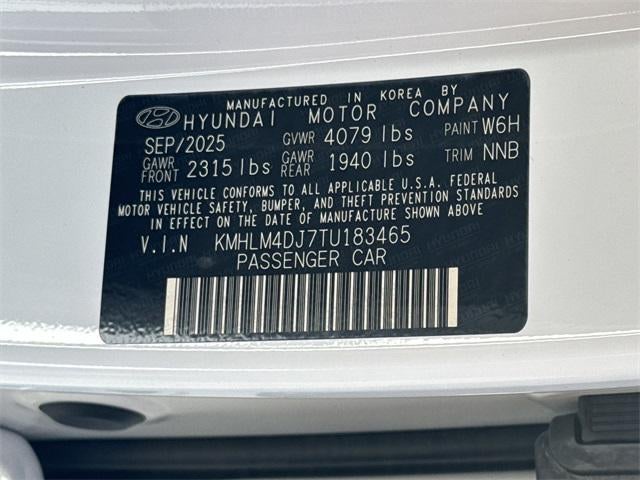 MANUFACTURED IN KOREA BY
HYUNDAI MOTOR COMPANY
SEP/2025 GVWR 4079 lbs PAINT W6H
GAWR FRONT 2315 lbs GAWR REAR 1940 lbs TRIM NNB
THIS VEHICLE CONFORMS TO ALL APPLICABLE U.S.A. FEDERAL
MOTOR VEHICLE SAFETY, BUMPER, AND THEFT PREVENTION STANDARDS
IN EFFECT ON THE DATE OF MANUFACTURE SHOWN ABOVE
V.I.N KMHLM4DJ7TU183465
PASSENGER CAR